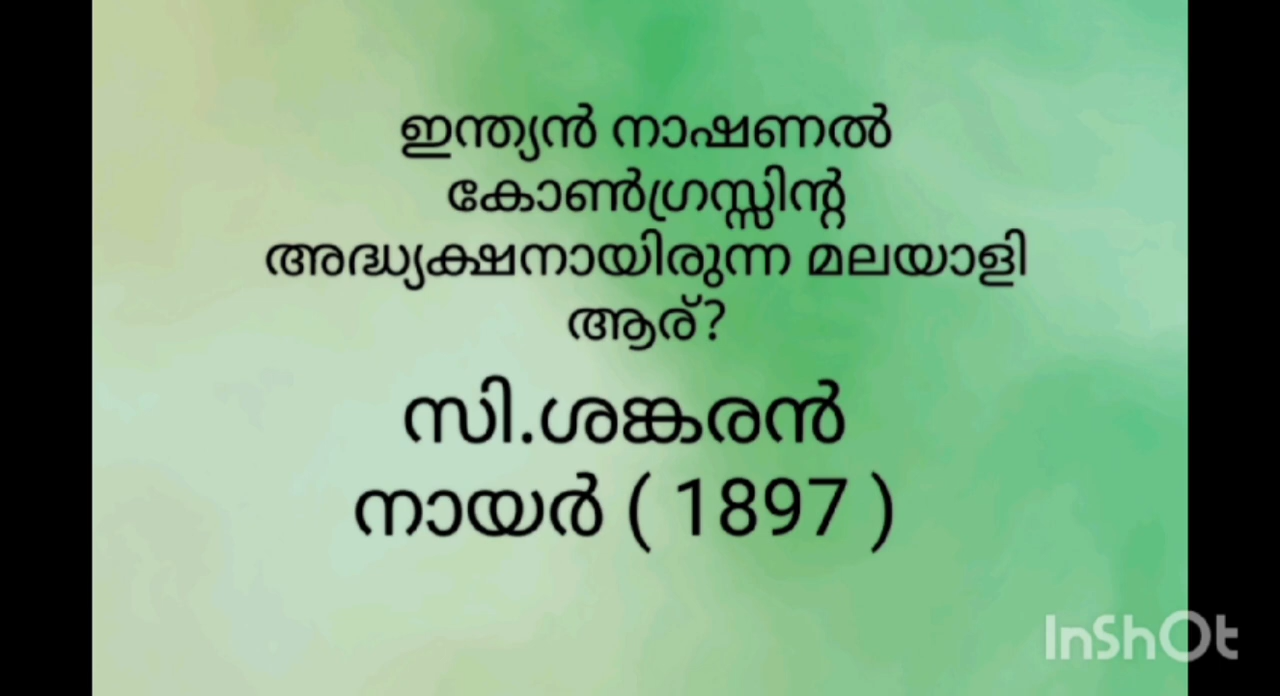 ഇന്ത്യൻ നാഷണൽ
കോൺഗ്രസ്സിന്റ
അദ്ധ്യക്ഷനായിരുന്ന മലയാളി
ആര്?
സി.ശങ്കരൻ
നായർ ( 1897 )
InShOt